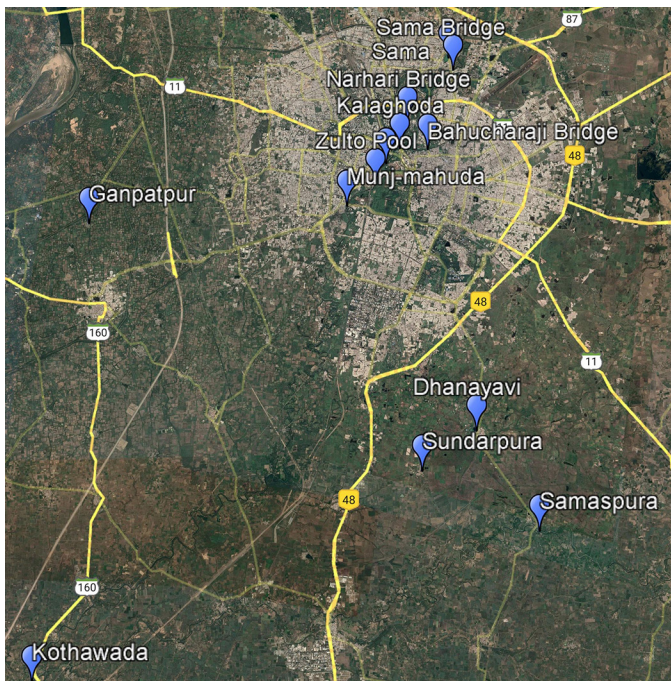 87
Sama Bridge
Sama
11
Narhari Bridge
Kalaghoda
Bahucharaji Bridge
Zulto Pool
48
Munj-mahuda
Ganpatpur
48
160
11
Dhanayavi
Sundarpura
48
Samaspura
160
Kothawada